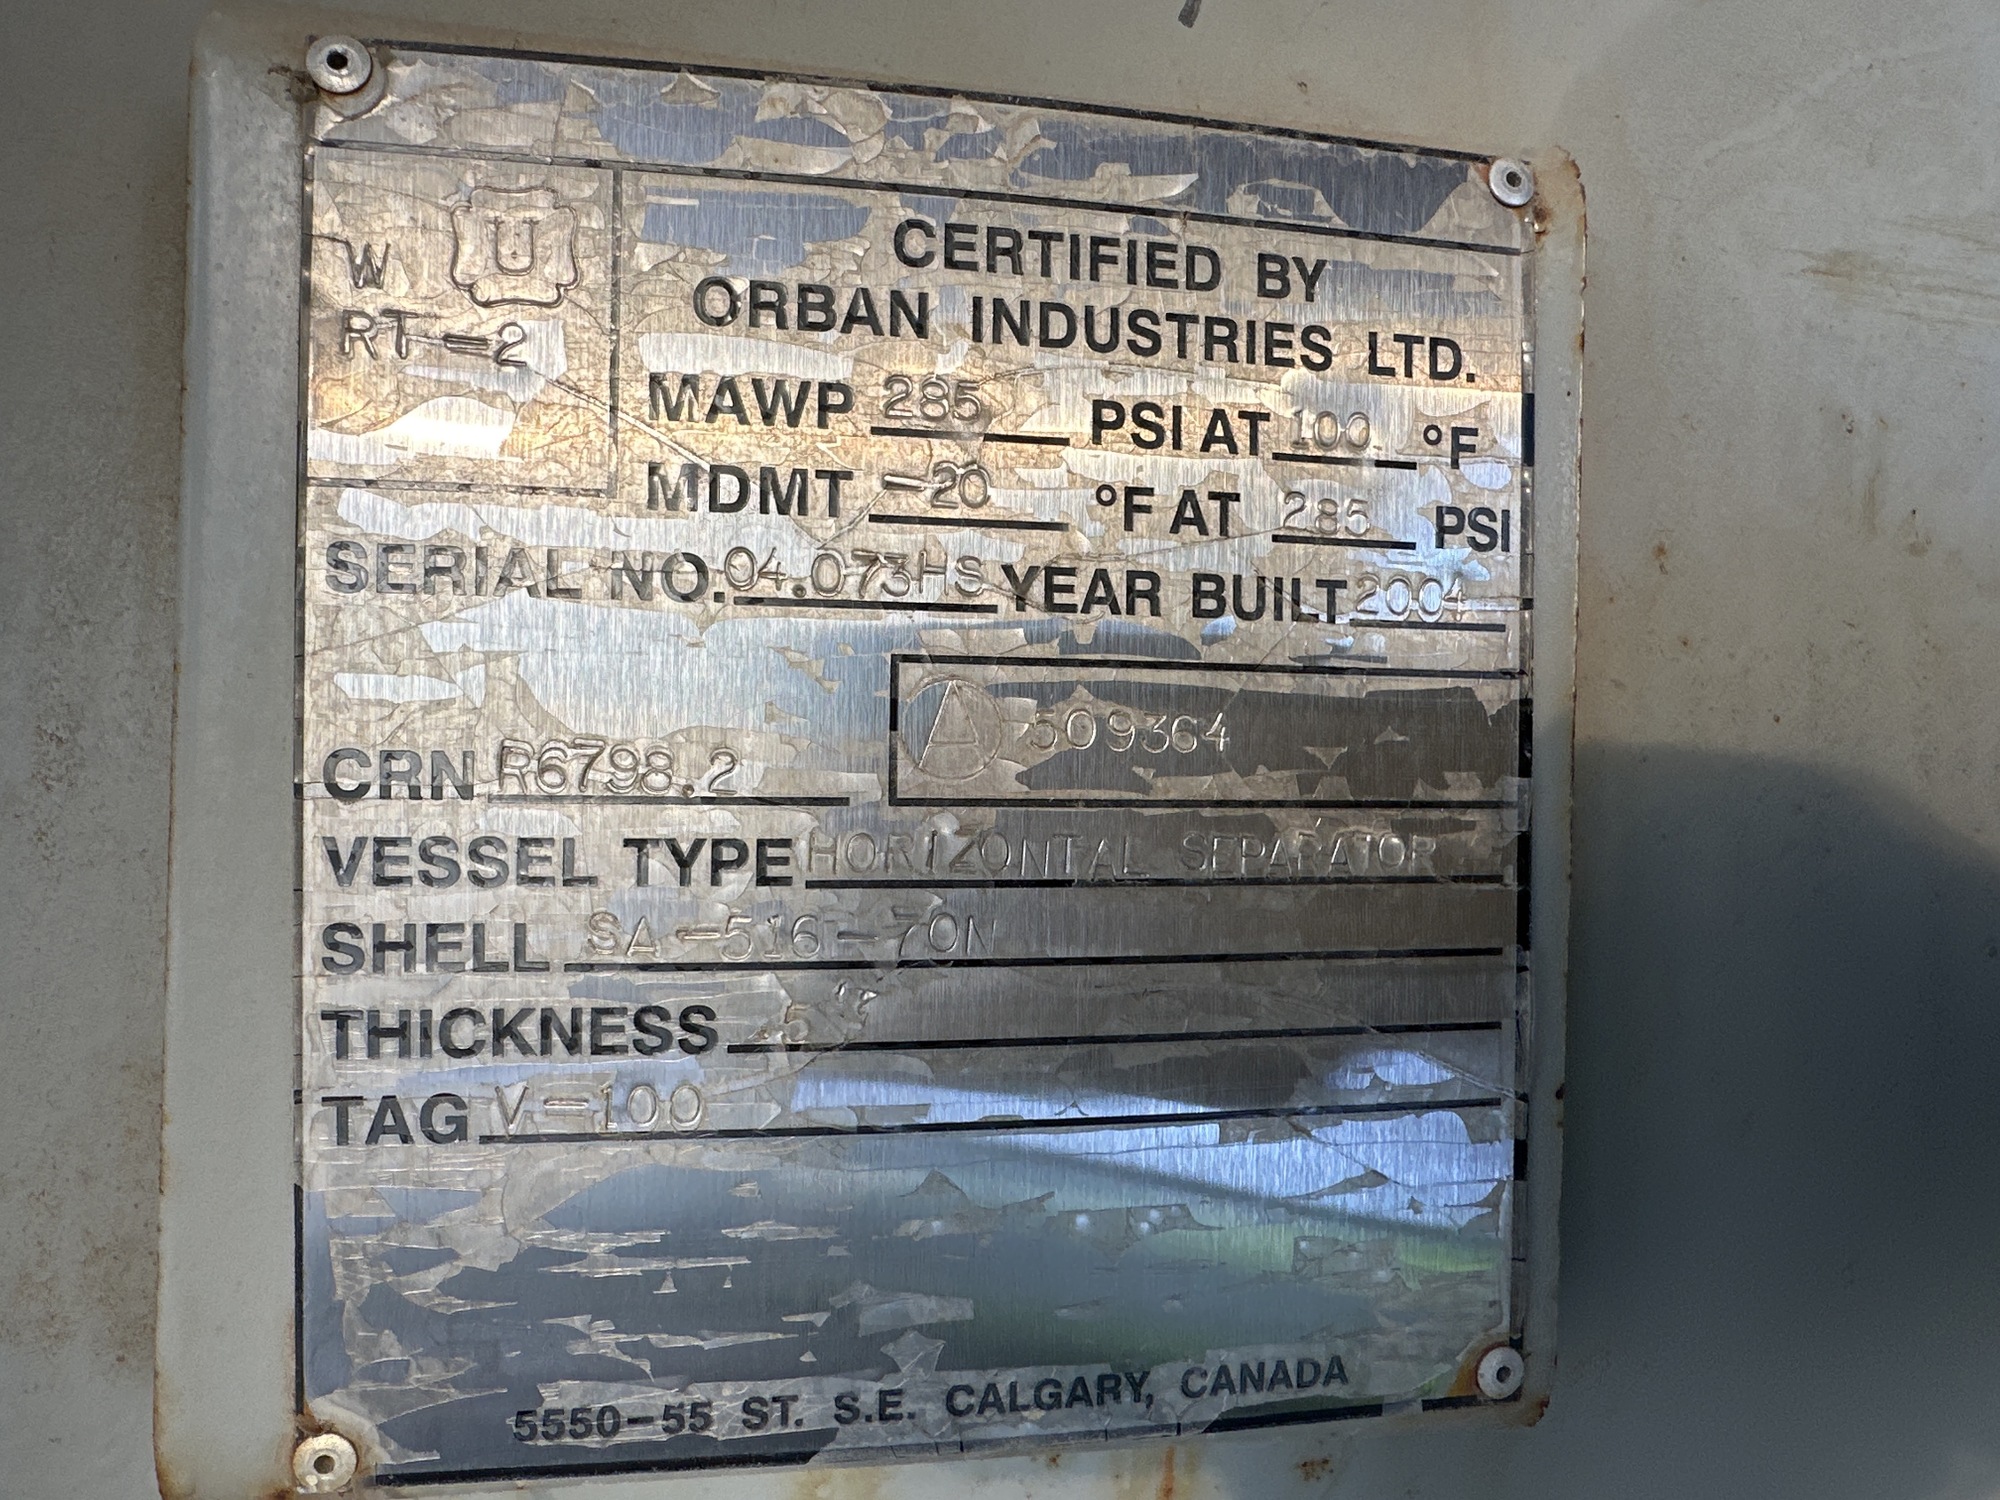 U
W
RT-2
CERTIFIED BY
ORBAN INDUSTRIES LTD.
MAWP 285 PSI AT 100 °F
MDMT -20 °F AT 285 PSI
SERIAL NO. 04.073HS YEAR BUILT 2004
A 509364
CRN R6798.2
VESSEL TYPE HORIZONTAL SEPARATOR
SHELL SA-516-70N
THICKNESS .5"
TAG V-100
5550-55 ST. S.E. CALGARY, CANADA